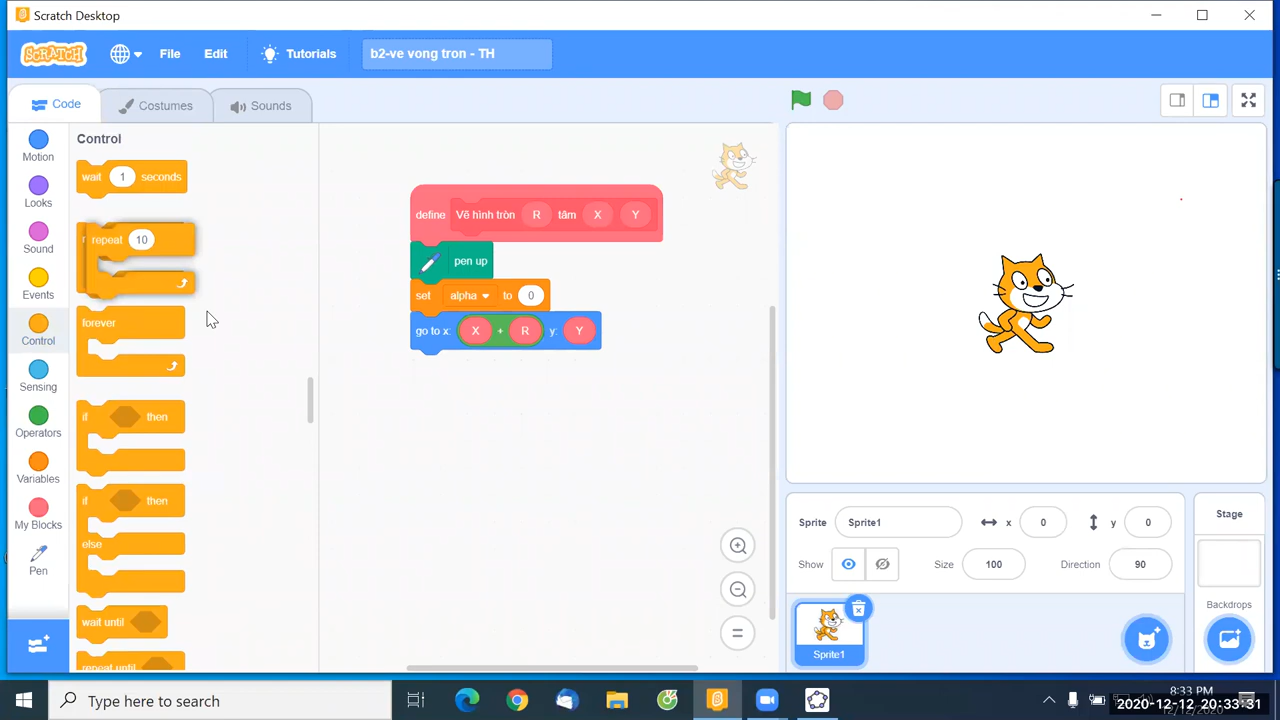 Scratch Desktop
SCRATCH
File
Edit
Tutorials
b2-ve vong tron - TH
Code
Costumes
Sounds
Motion
Looks
Sound
Events
Control
Sensing
Operators
Variables
My Blocks
Pen
Control
wait 1 seconds
repeat 10
forever
if then
if then
else
wait until
repeat until
define Vẽ hình tròn R tâm X Y
pen up
set alpha to 0
go to x: X + R y: Y
Sprite
Sprite1
x 0
y 0
Show
Size 100
Direction 90
Sprite1
Stage
Backdrops
Type here to search
8:33 PM
2020-12-12 20:33:31